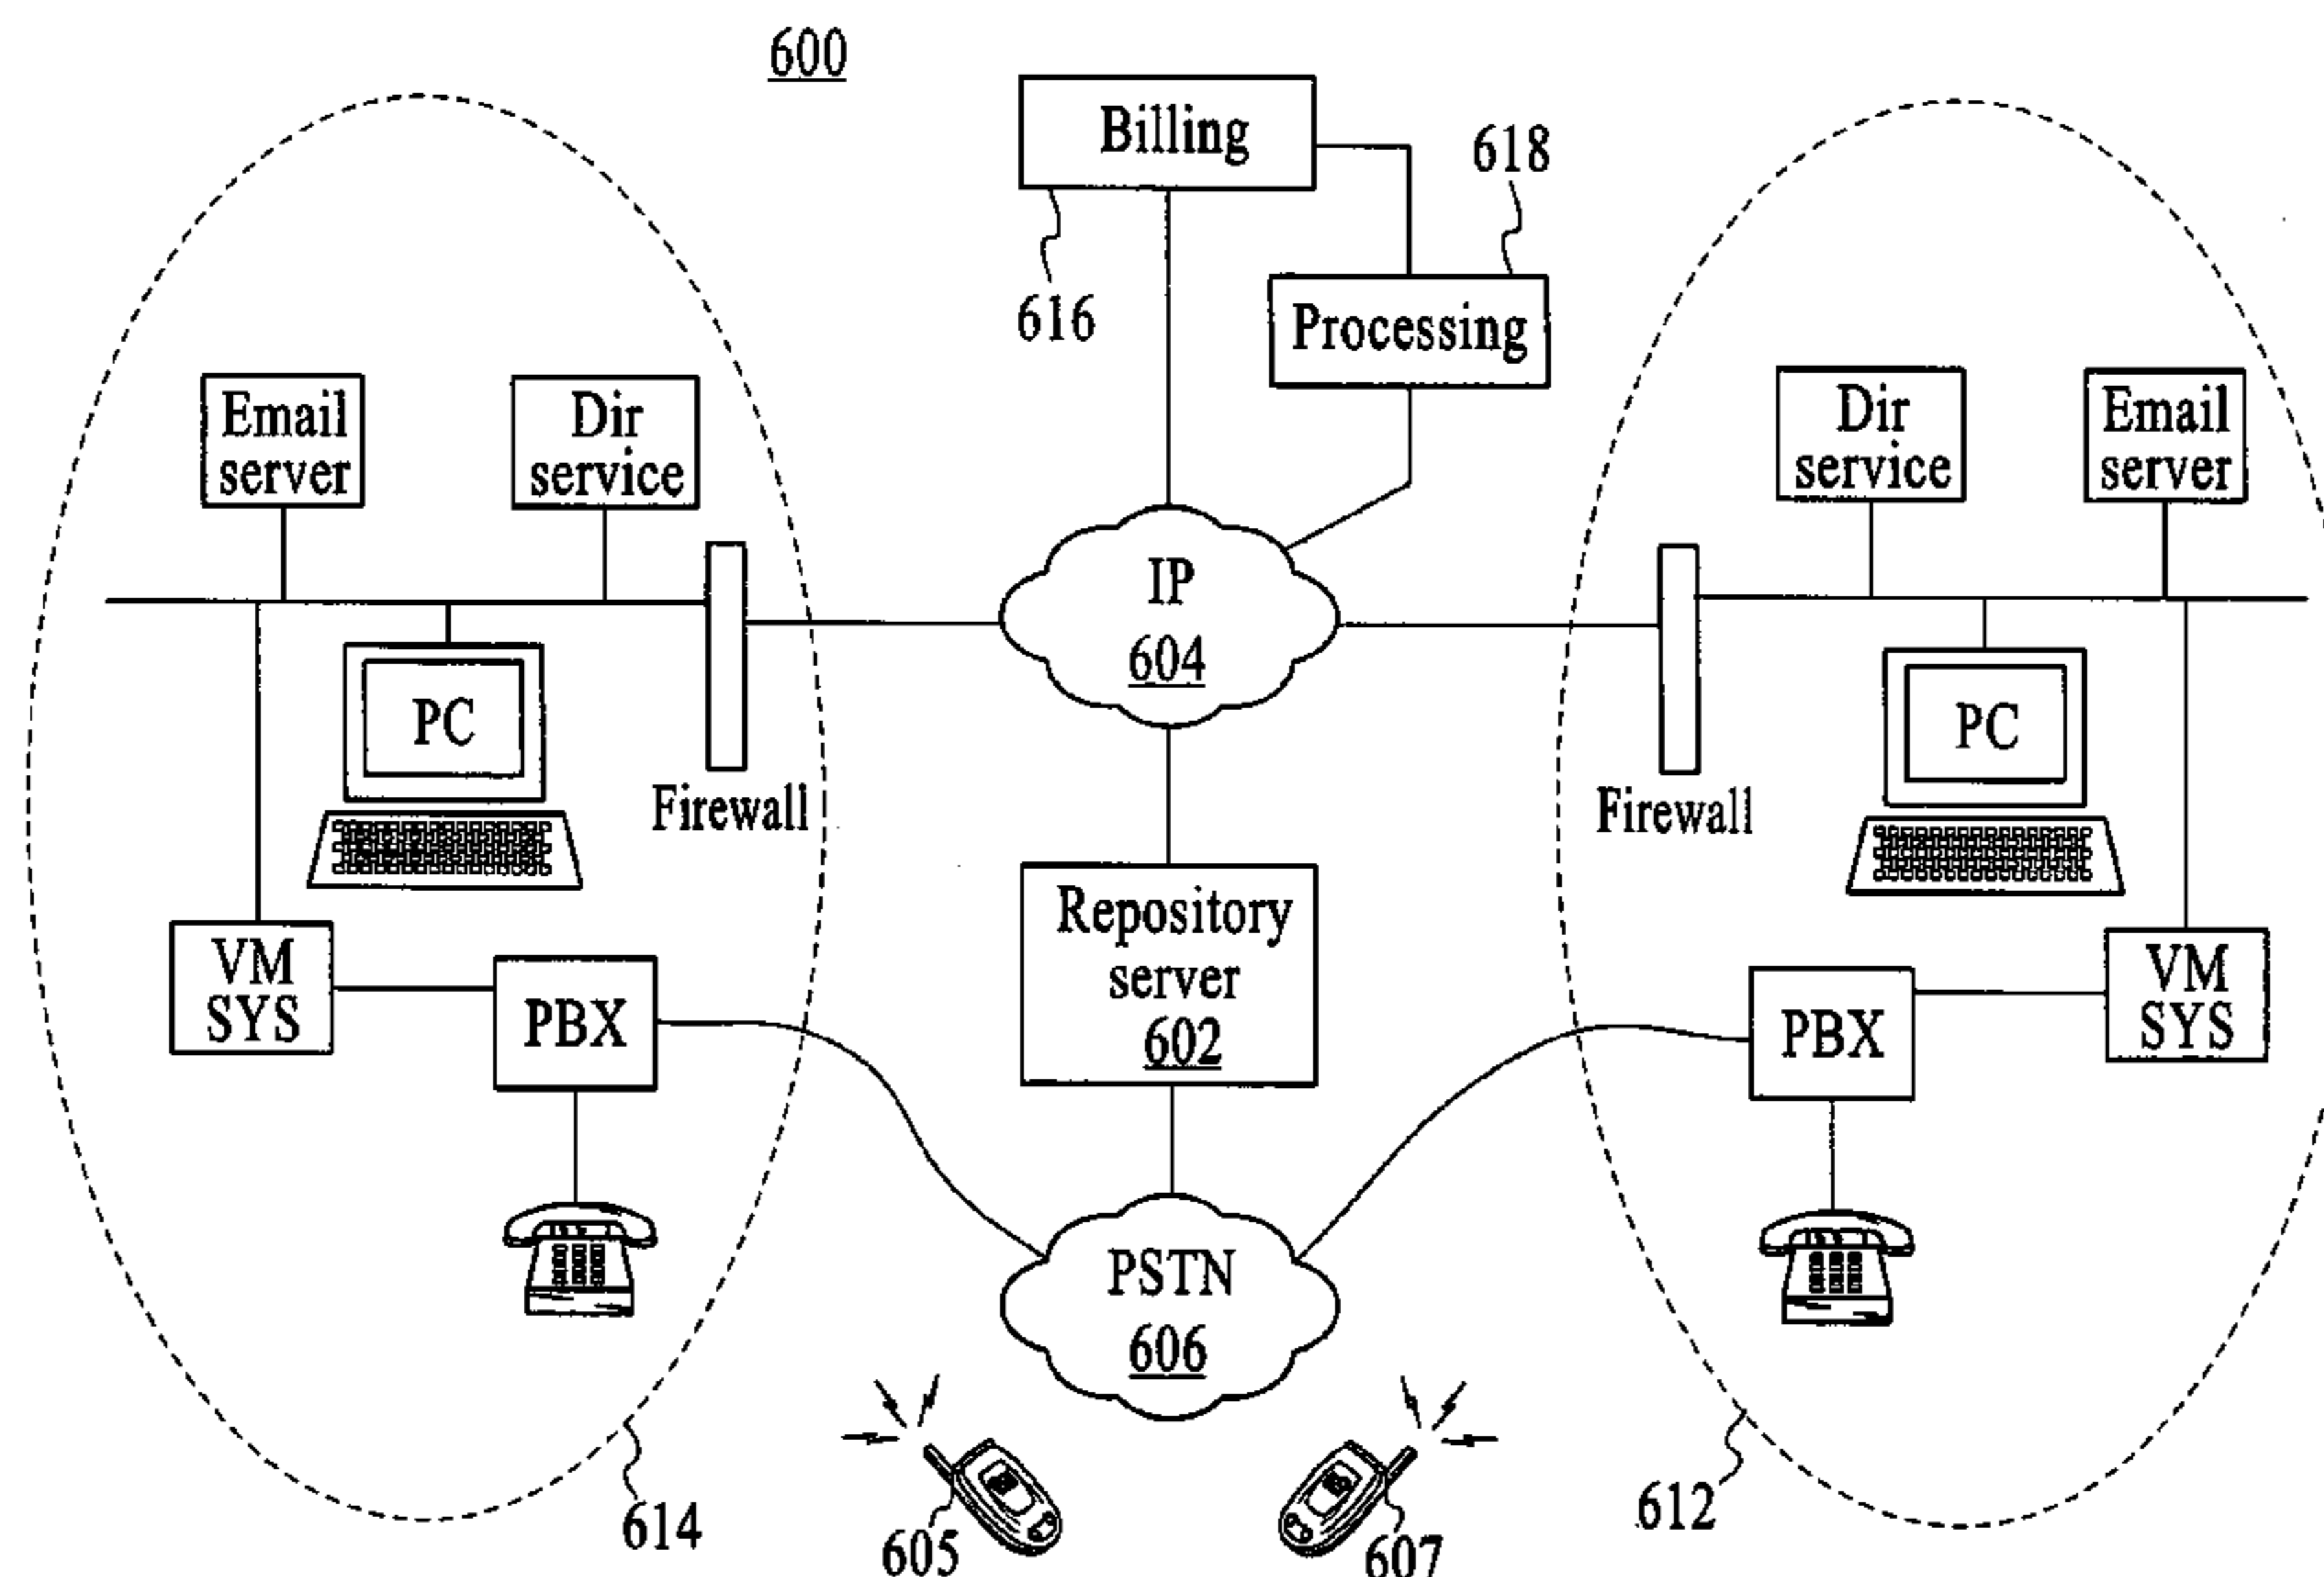 600
Billing
618
616
Processing
Email
server
Dir
service
Dir
service
Email
server
IP
604
PC
PC
Firewall
Firewall
Repository
server
602
VM
SYS
PBX
PBX
VM
SYS
PSTN
606
614
605
607
612